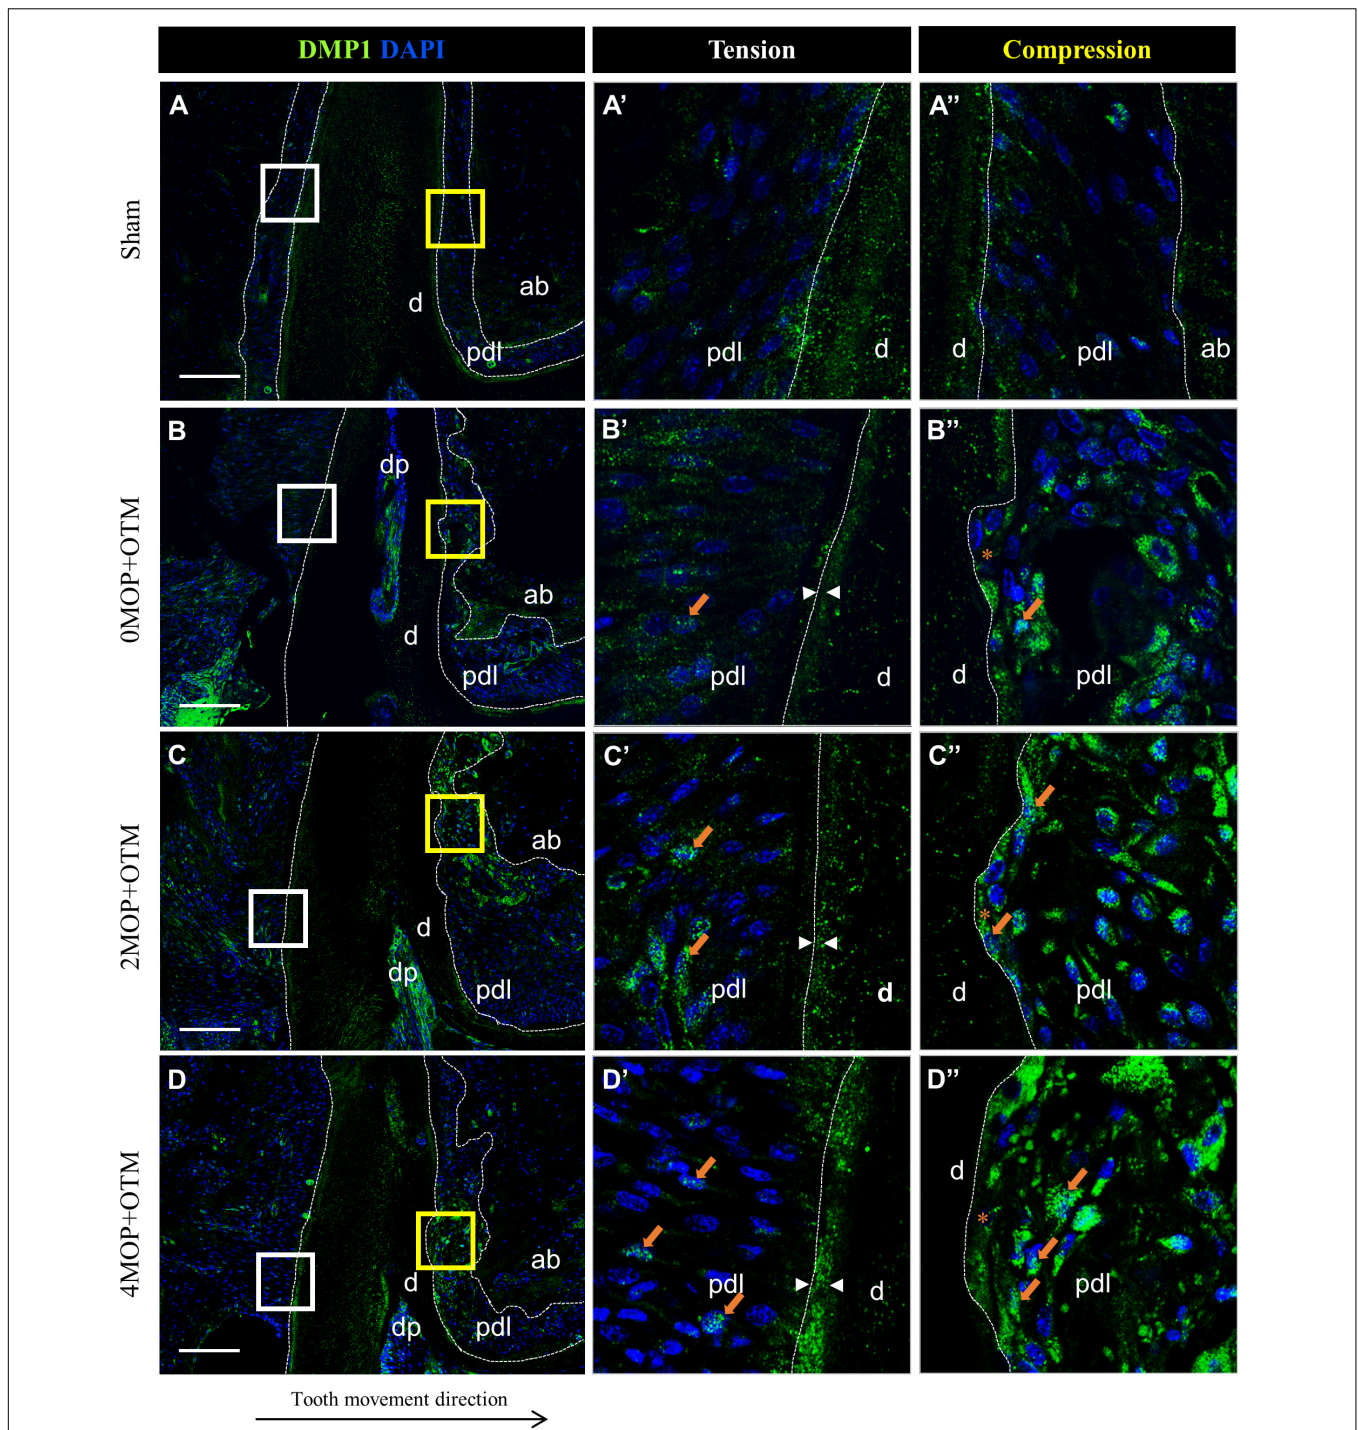 DMP1 DAPI
Tension
Compression
Sham
A
d
ab
pdl
A’
pdl
d
A’’
d
pdl
ab
0MOP+OTM
B
dp
ab
d
pdl
B’
pdl
d
B’’
*
d
pdl
2MOP+OTM
C
ab
d
dp
pdl
C’
pdl
d
C’’
*
d
pdl
4MOP+OTM
D
ab
d
dp
pdl
D’
pdl
d
D’’
d
*
pdl
Tooth movement direction